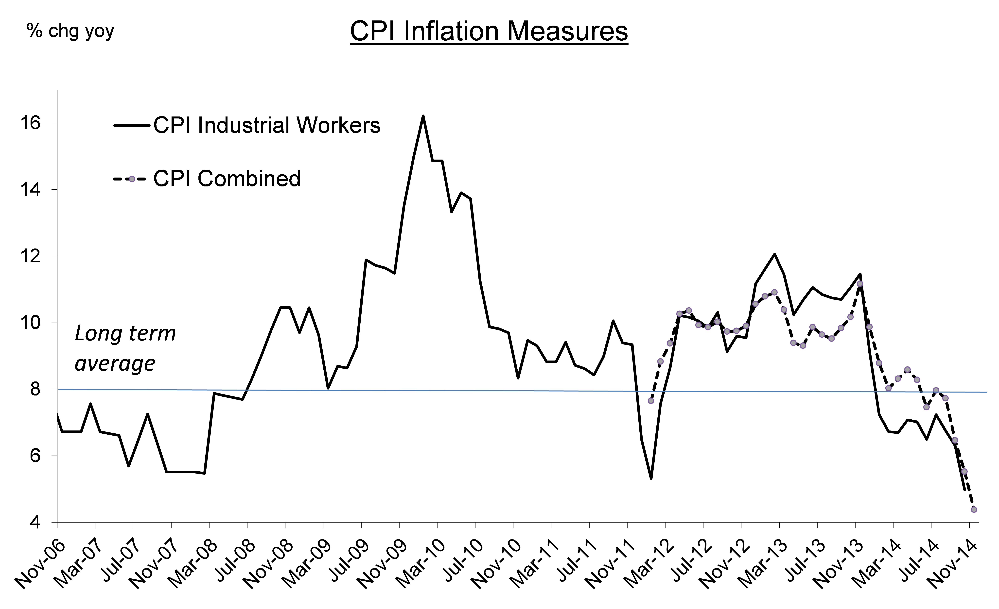 % chg yoy
CPI Inflation Measures
16
CPI Industrial Workers
14
CPI Combined
12
10
Long term
average
8
6
4
Nov-06
Mar-07
Jul-07
Nov-07
Mar-08
Jul-08
Nov-08
Mar-09
Jul-09
Nov-09
Mar-10
Jul-10
Nov-10
Mar-11
Jul-11
Nov-11
Mar-12
Jul-12
Nov-12
Mar-13
Jul-13
Nov-13
Mar-14
Jul-14
Nov-14